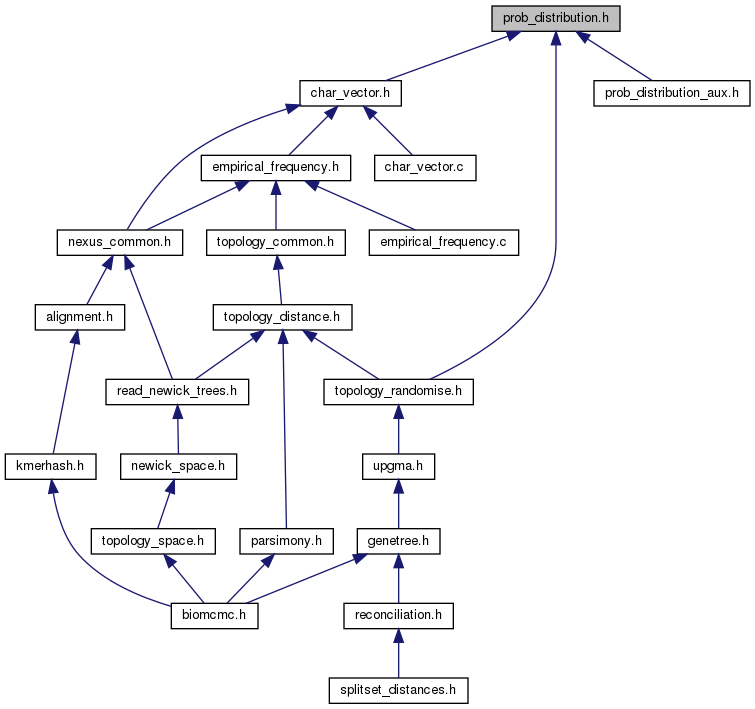 prob_distribution.h
char_vector.h
prob_distribution_aux.h
empirical_frequency.h
char_vector.c
nexus_common.h
topology_common.h
empirical_frequency.c
alignment.h
topology_distance.h
read_newick_trees.h
topology_randomise.h
kmerhash.h
newick_space.h
upgma.h
topology_space.h
parsimony.h
genetree.h
biomcmc.h
reconciliation.h
splitset_distances.h